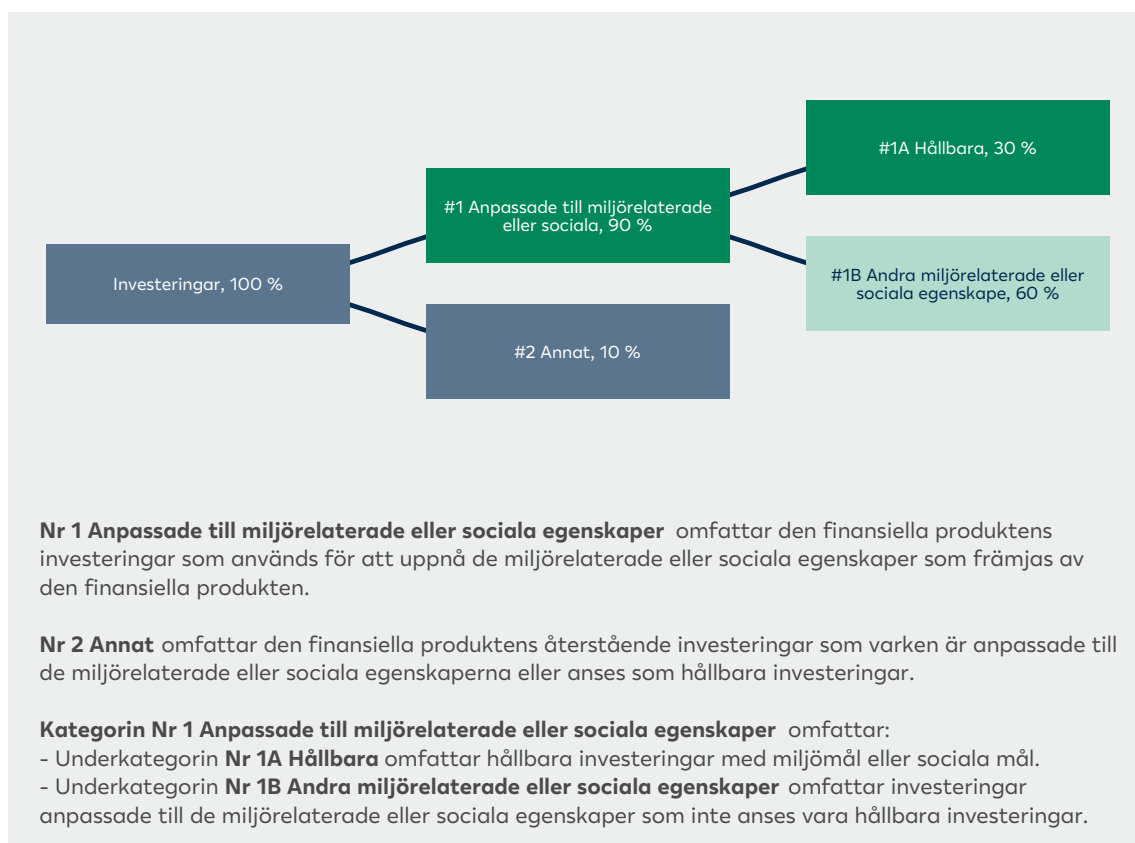 #1A Hållbara, 30 %
#1 Anpassade till miljörelaterade
eller sociala, 90 %
#1B Andra miljörelaterade eller
sociala egenskape, 60 %
Investeringar, 100 %
#2 Annat, 10 %
Nr 1 Anpassade till miljörelaterade eller sociala egenskaper omfattar den finansiella produktens
investeringar som används för att uppnå de miljörelaterade eller sociala egenskaper som främjas av
den finansiella produkten.
Nr 2 Annat omfattar den finansiella produktens återstående investeringar som varken är anpassade till
de miljörelaterade eller sociala egenskaperna eller anses som hållbara investeringar.
Kategorin Nr 1 Anpassade till miljörelaterade eller sociala egenskaper omfattar:
- Underkategorin Nr 1A Hållbara omfattar hållbara investeringar med miljömål eller sociala mål.
- Underkategorin Nr 1B Andra miljörelaterade eller sociala egenskaper omfattar investeringar
anpassade till de miljörelaterade eller sociala egenskaper som inte anses vara hållbara investeringar.